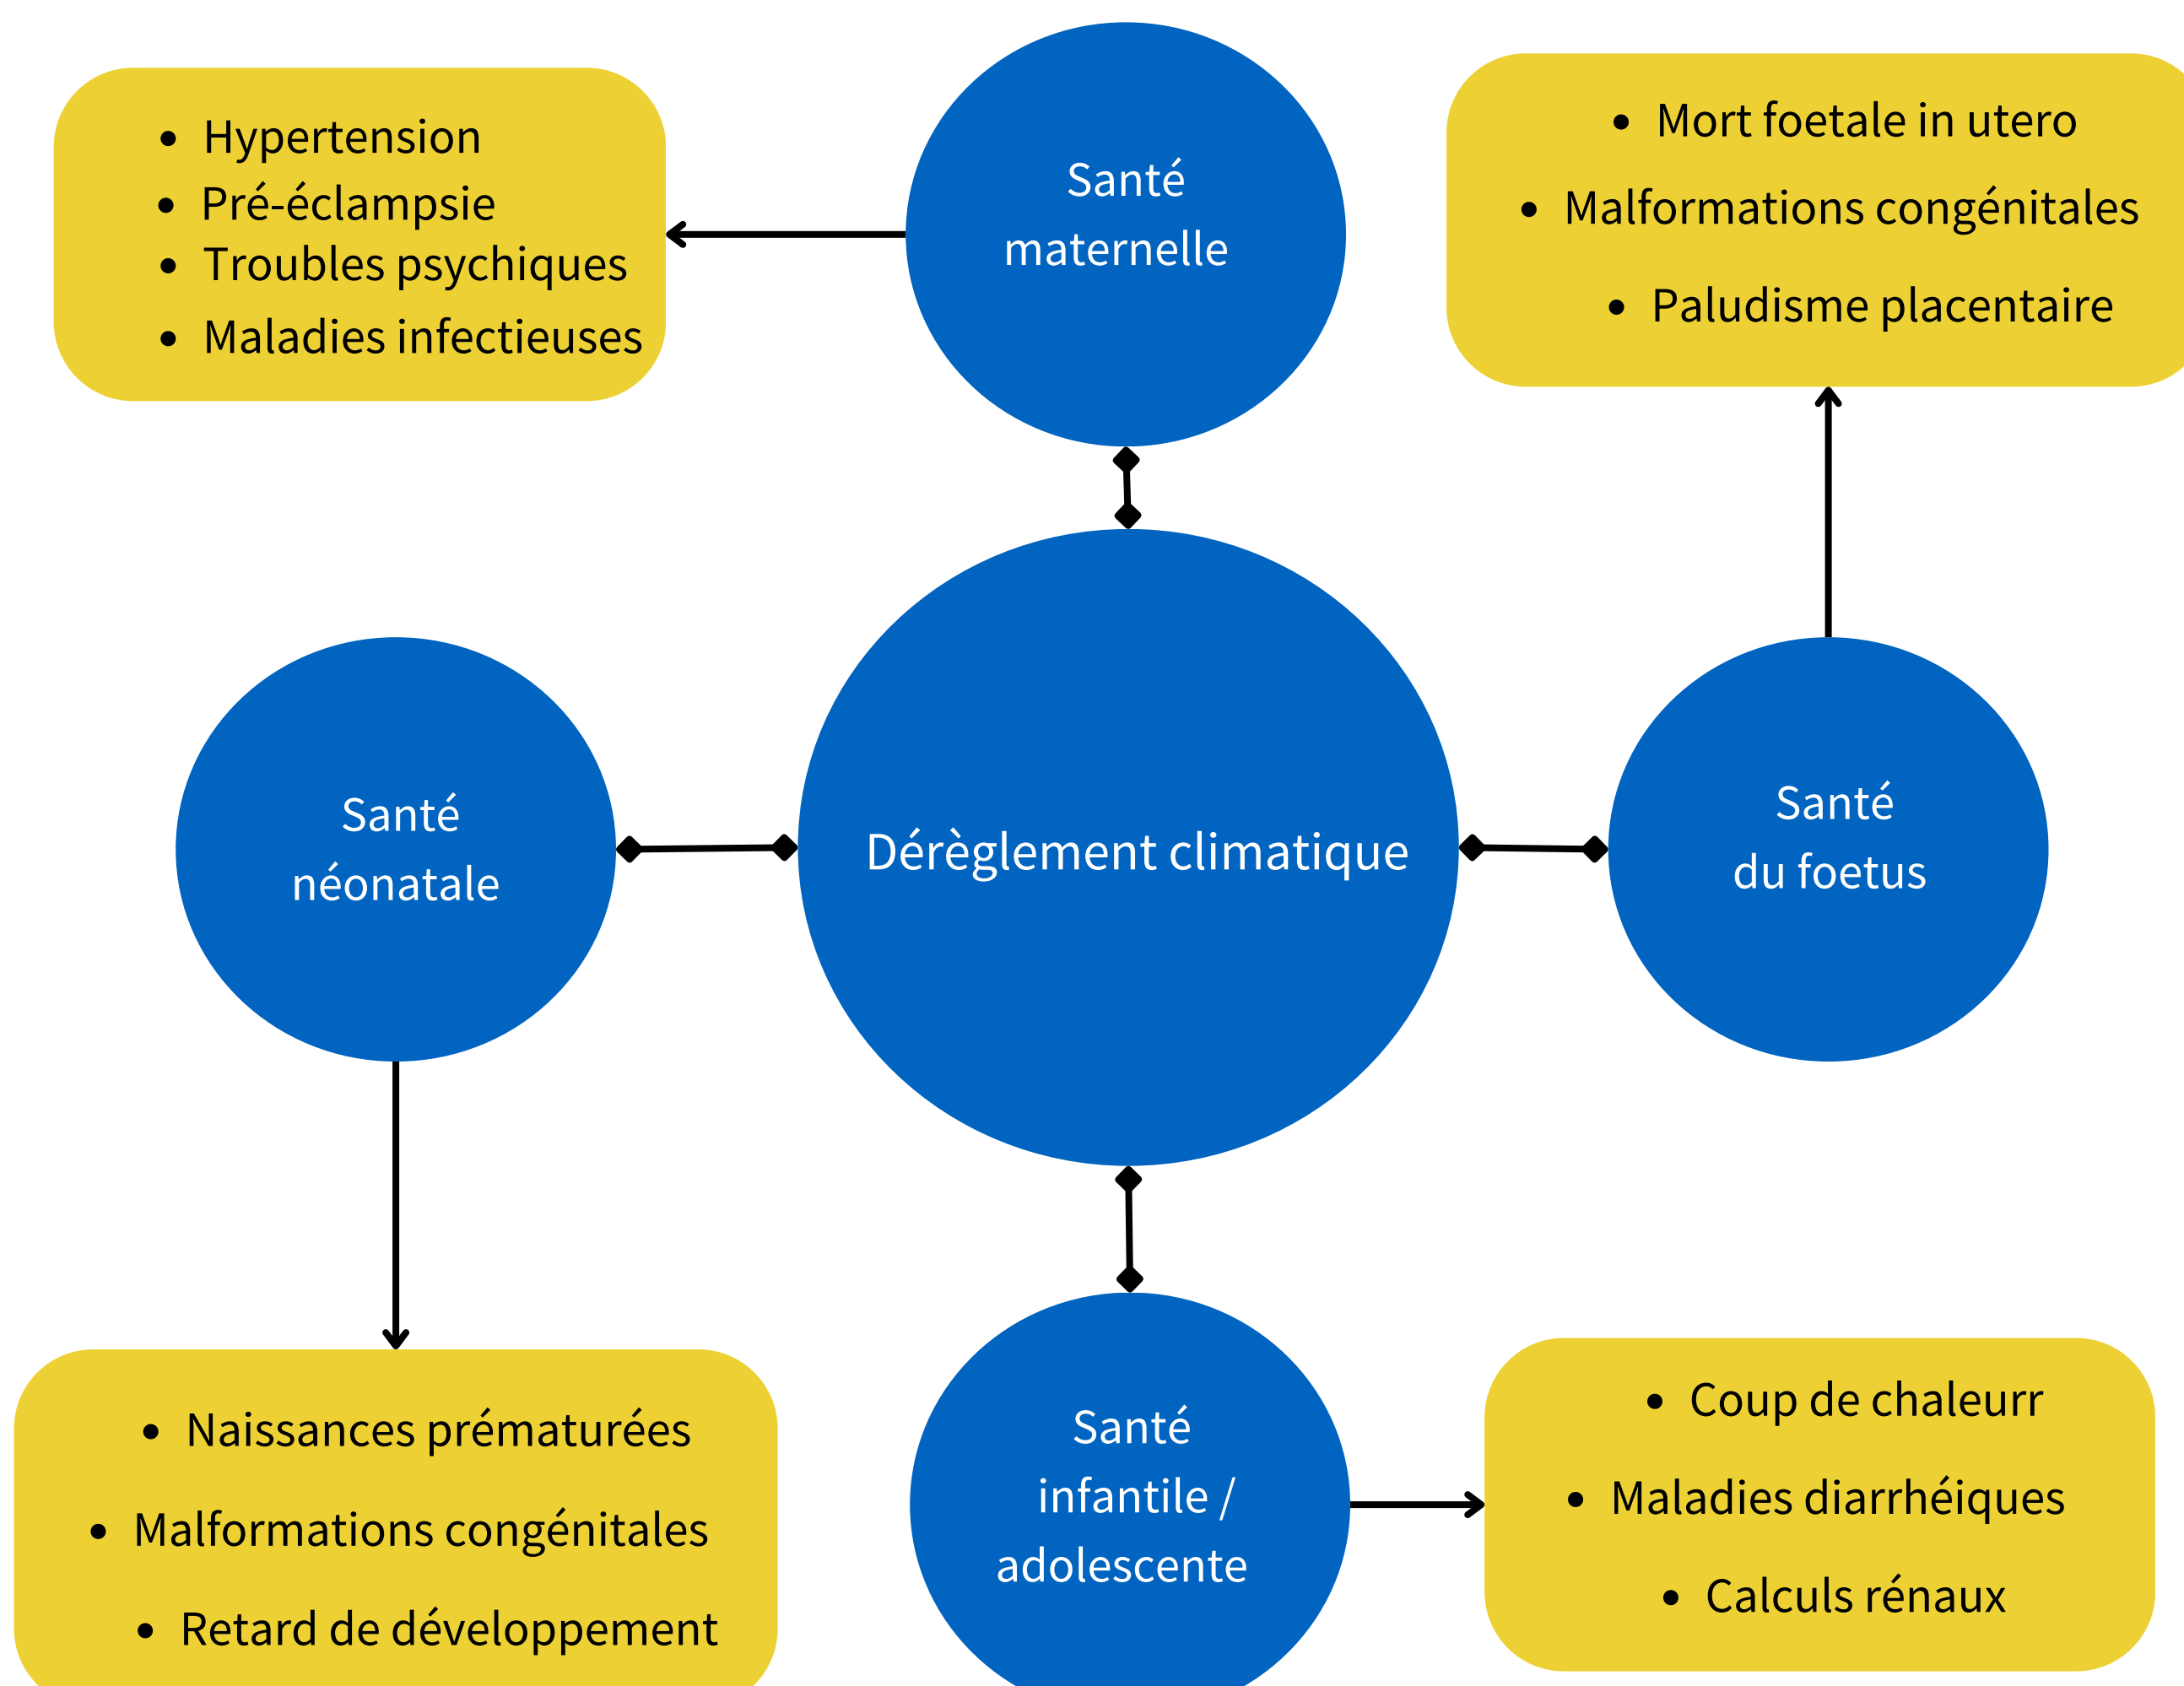 • Hypertension
• Pré-éclampsie
• Troubles psychiques
• Maladies infectieuses
Santé
maternelle
• Mort foetale in utero
• Malformations congénitales
• Paludisme placentaire
Santé
néonatale
Dérèglement climatique
Santé
du foetus
• Naissances prématurées
• Malformations congénitales
• Retard de développement
Santé
infantile /
adolescente
• Coup de chaleurr
• Maladies diarrhéiques
• Calculs rénaux